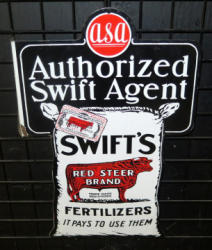 asa
Authorized
Swift Agent
SWIFT'S
RED STEER
BRAND
FERTILIZERS
IT PAYS TO USE THEM